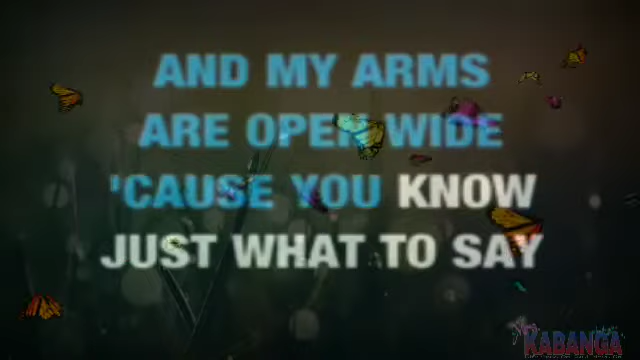 AND MY ARMS
ARE OPEN WIDE
'CAUSE YOU KNOW
JUST WHAT TO SAY
KABANGA